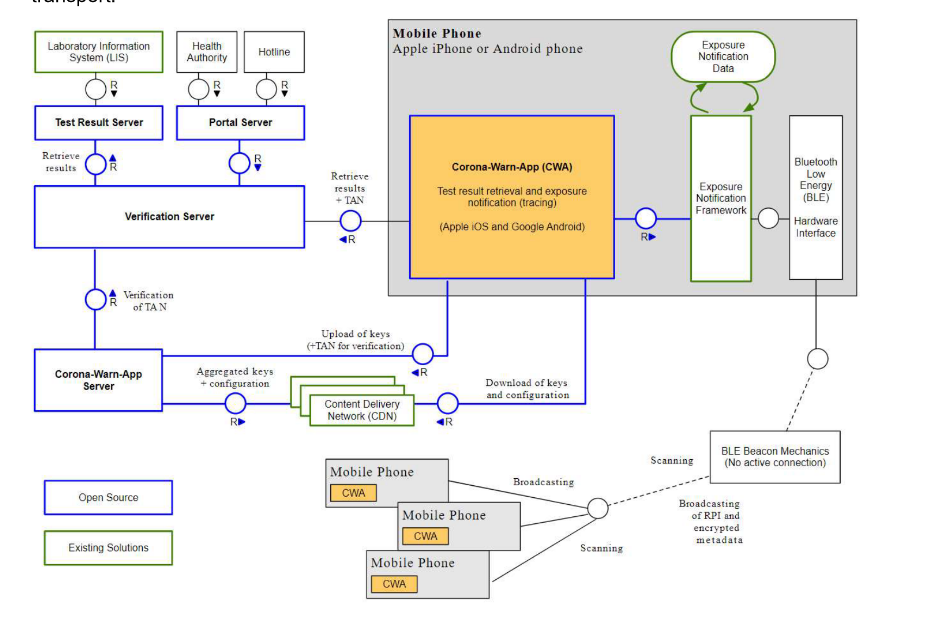 transport.
Laboratory Information
System (LIS)
Health
Authority
Hotline
R
R
R
Test Result Server
Portal Server
Retrieve
results
R
R
Verification Server
Retrieve
results
+ TAN
R
Verification
of TAN
R
Mobile Phone
Apple iPhone or Android phone
Exposure
Notification
Data
Corona-Warn-App (CWA)
Test result retrieval and exposure
notification (tracing)
(Apple iOS and Google Android)
R
Exposure
Notification
Framework
Bluetooth
Low
Energy
(BLE)
Hardware
Interface
Upload of keys
(+TAN for verification)
R
Corona-Warn-App
Server
Aggregated keys
+ configuration
R
Content Delivery
Network (CDN)
Download of keys
and configuration
R
BLE Beacon Mechanics
(No active connection)
Scanning
Broadcasting
of RPI and
encrypted
metadata
Mobile Phone
CWA
Mobile Phone
CWA
Mobile Phone
CWA
Broadcasting
Scanning
Open Source
Existing Solutions